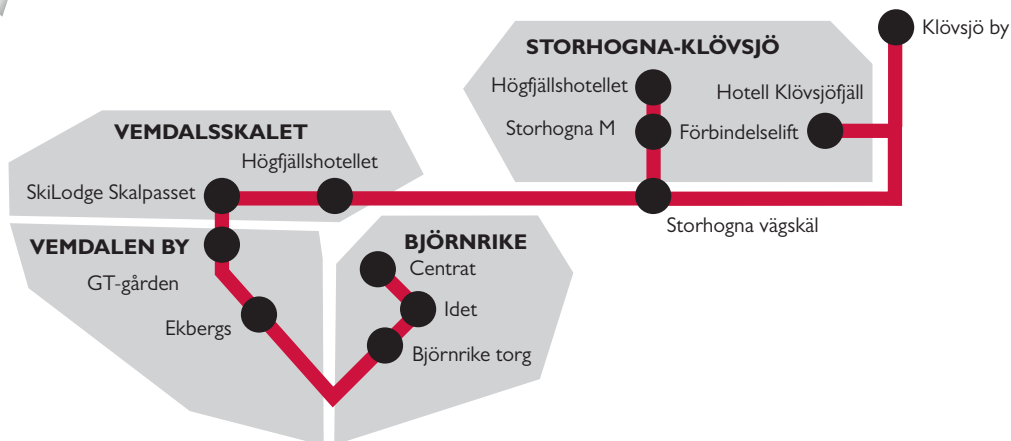 Klövsjö by
STORHOGNA-KLÖVSJÖ
Högfjällshotellet
Hotell Klövsjöfjäll
Storhogna M
Förbindelselift
VEMDALSSKALET
Högfjällshotellet
SkiLodge Skalpasset
Storhogna vägskäl
VEMDALEN BY
GT-gården
Ekbergs
BJÖRNRIKE
Centrat
Idet
Björnrike torg